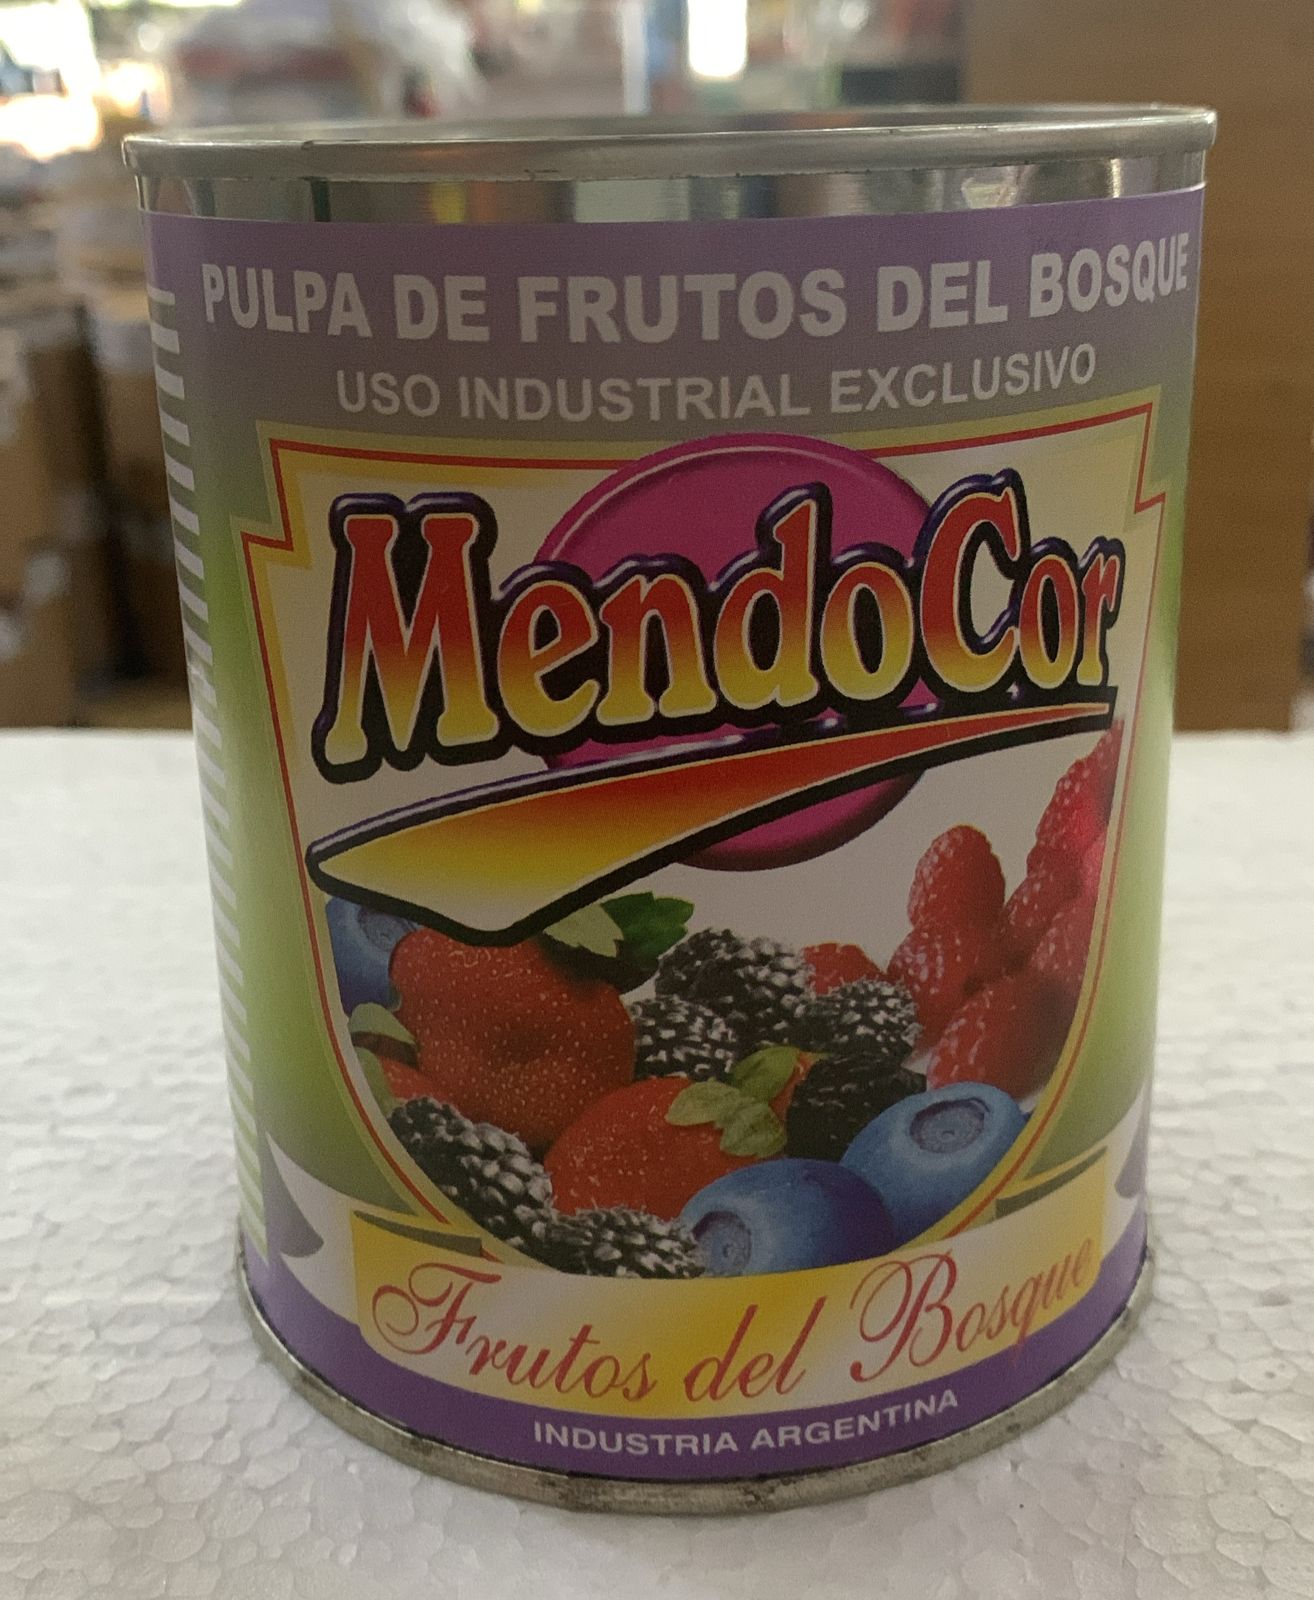 PULPA DE FRUTOS DEL BOSQUE
USO INDUSTRIAL EXCLUSIVO
MendoCor
Frutos del Bosque
INDUSTRIA ARGENTINA